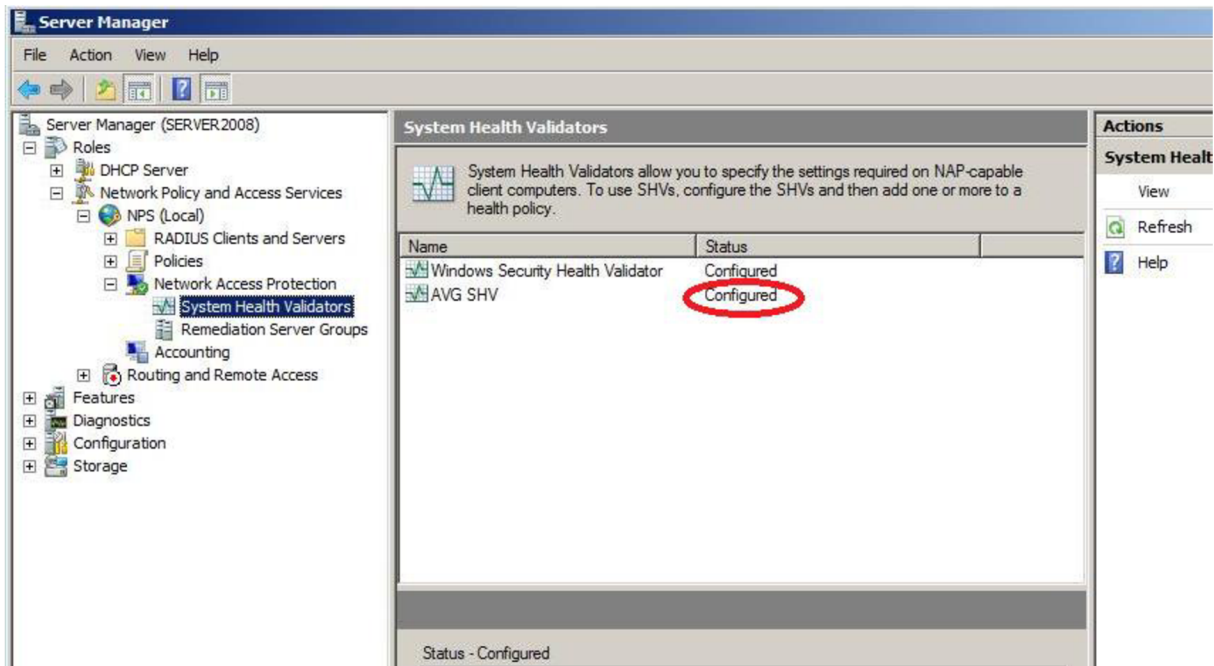 Server Manager
File Action View Help
Server Manager (SERVER2008)
Roles
DHCP Server
Network Policy and Access Services
NPS (Local)
RADIUS Clients and Servers
Policies
Network Access Protection
System Health Validators
Remediation Server Groups
Accounting
Routing and Remote Access
Features
Diagnostics
Configuration
Storage
System Health Validators
System Health Validators allow you to specify the settings required on NAP-capable
client computers. To use SHVs, configure the SHVs and then add one or more to a
health policy.
Name Status
Windows Security Health Validator Configured
AVG SHV Configured
Status - Configured
Actions
System Healt
View
Refresh
Help